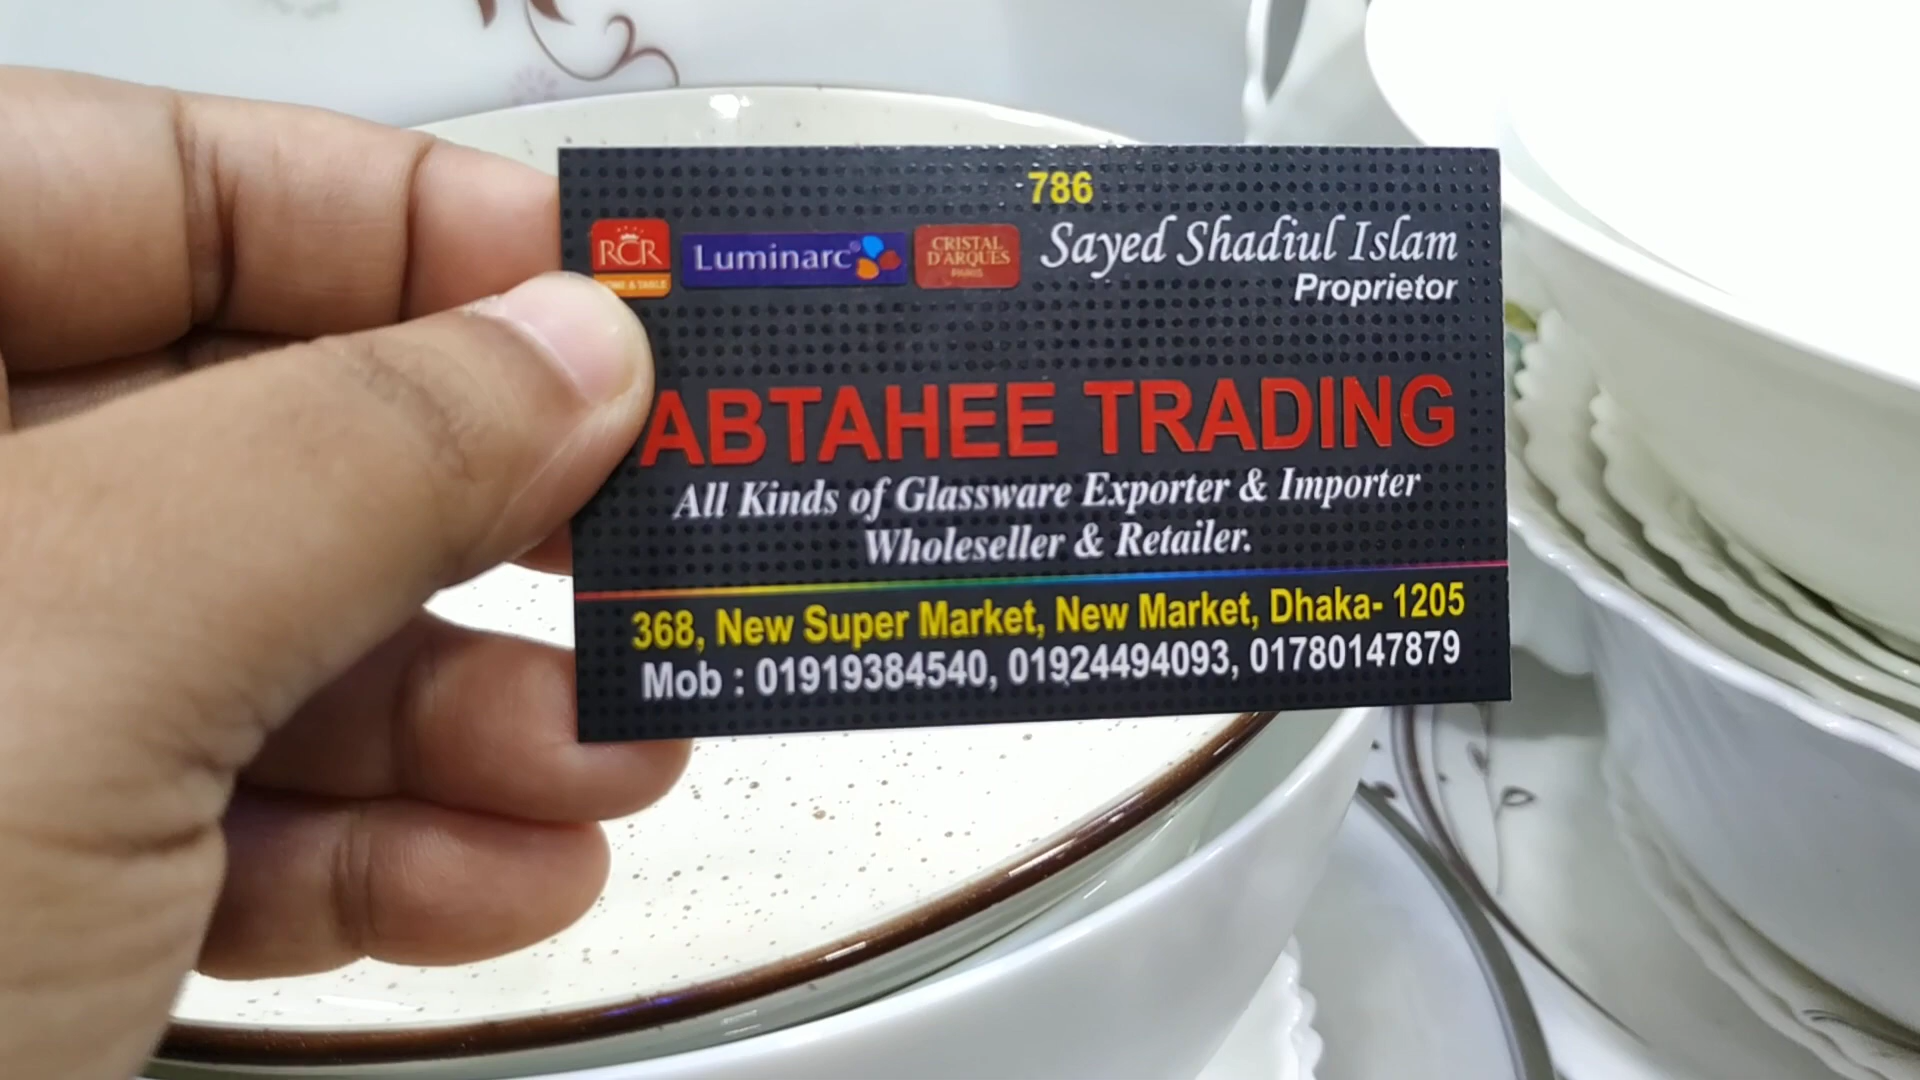 786
RCR
Luminarc
CRISTAL
D'ARQUES
PARIS
Sayed Shadiul Islam
Proprietor
ABTAHEE TRADING
All Kinds of Glassware Exporter & Importer
Wholeseller & Retailer.
368, New Super Market, New Market, Dhaka- 1205
Mob : 01919384540, 01924494093, 01780147879